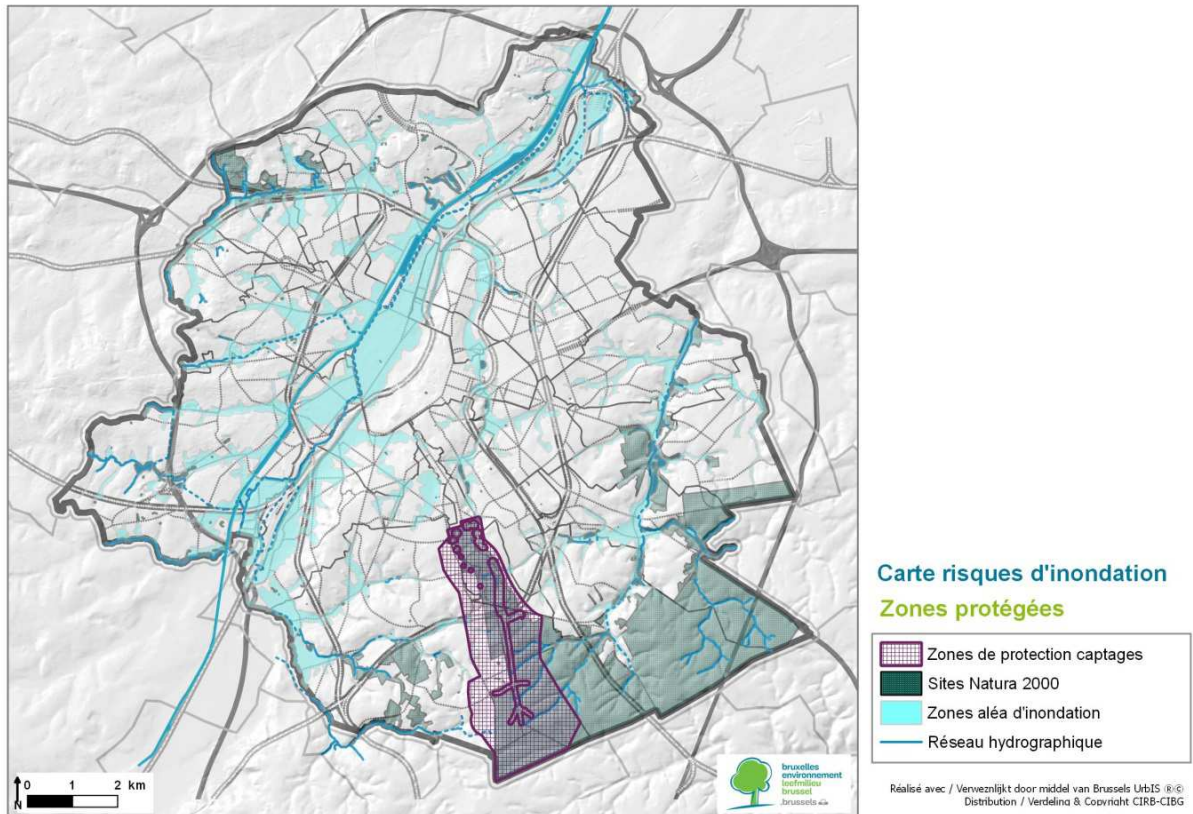 Carte risques d'inondation
Zones protégées
Zones de protection captages
Sites Natura 2000
Zones aléa d'inondation
Réseau hydrographique
0 1 2 km
N
bruxelles
environnement
leefmilieu
brussel
.brussels
Réalisé avec / Verweznlijkt door middel van Brussels UrbIS ®©
Distribution / Verdeling & Copyright CIRB-CIBG